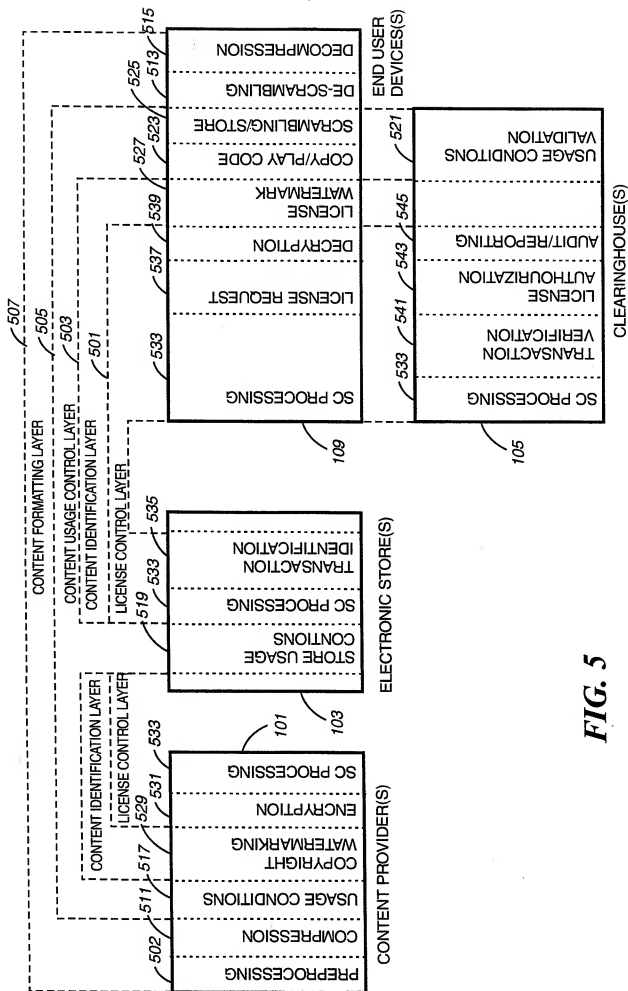 CONTENT FORMATTING LAYER
507
CONTENT USAGE CONTROL LAYER
505
CONTENT IDENTIFICATION LAYER
503
LICENSE CONTROL LAYER
501
CONTENT IDENTIFICATION LAYER
LICENSE CONTROL LAYER
502
511
517
529
531
533
PREPROCESSING
COMPRESSION
USAGE CONDITIONS
COPYRIGHT
WATERMARKING
ENCRYPTION
SC PROCESSING
101
CONTENT PROVIDER(S)
519
533
535
STORE USAGE
CONTIONS
SC PROCESSING
TRANSACTION
IDENTIFICATION
103
ELECTRONIC STORE(S)
533
537
539
527
523
525
513
515
SC PROCESSING
LICENSE REQUEST
DECRYPTION
LICENSE
WATERMARK
COPY/PLAY CODE
SCRAMBLING/STORE
DE-SCRAMBLING
DECOMPRESSION
109
END USER
DEVICES(S)
533
541
543
545
521
SC PROCESSING
TRANSACTION
VERIFICATION
LICENSE
AUTHOURIZATION
AUDIT/REPORTING
USAGE CONDITONS
VALIDATION
105
CLEARINGHOUSE(S)
FIG. 5